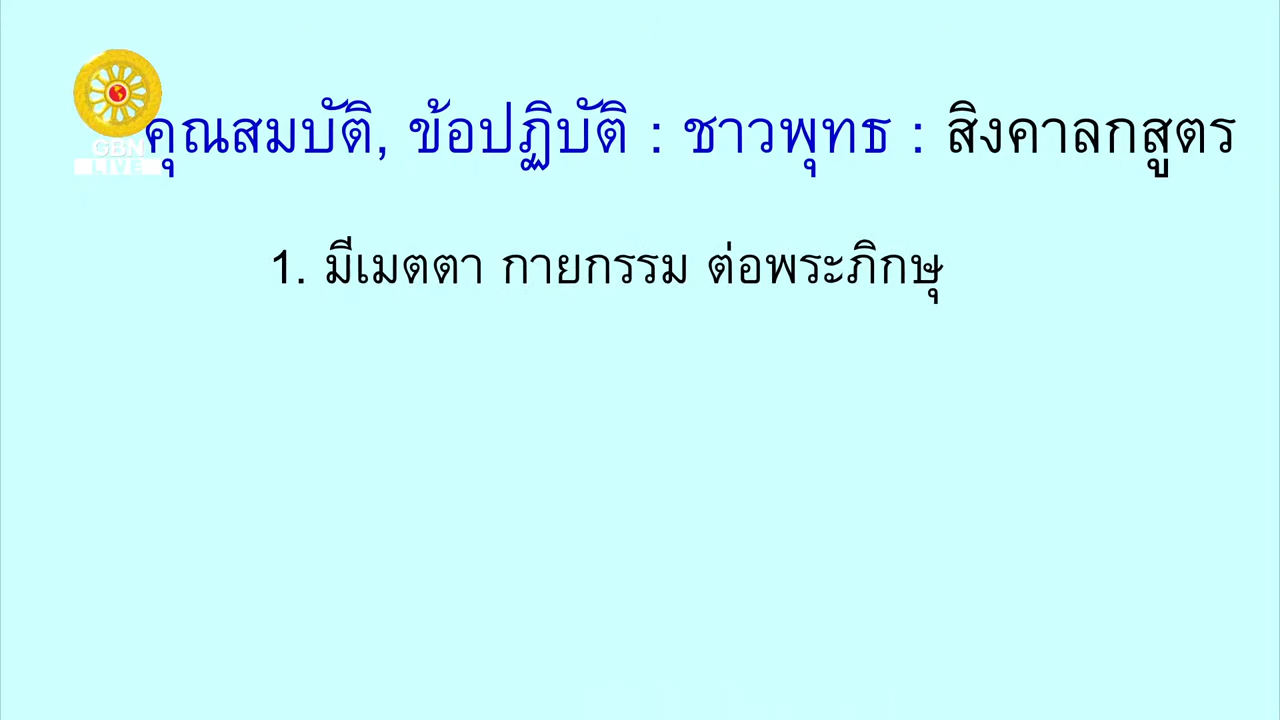 คุณสมบัติ, ข้อปฏิบัติ : ชาวพุทธ : สิงคาลกสูตร
GBN
LIVE
1. มีเมตตา กายกรรม ต่อพระภิกษุ